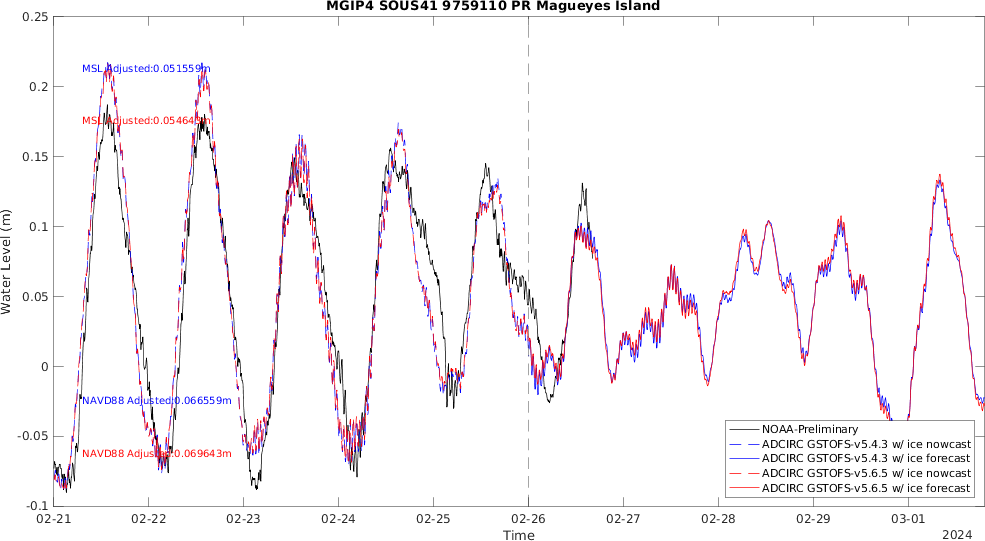 MGIP4 SOUS41 9759110 PR Magueyes Island
0.25
0.2
0.15
0.1
0.05
0
-0.05
-0.1
Water Level (m)
MSL Adjusted:0.051559m
MSL Adjusted:0.054643m
NAVD88 Adjusted:0.066559m
NAVD88 Adjusted:0.069643m
NOAA-Preliminary
ADCIRC GSTOFS-v5.4.3 w/ ice nowcast
ADCIRC GSTOFS-v5.4.3 w/ ice forecast
ADCIRC GSTOFS-v5.6.5 w/ ice nowcast
ADCIRC GSTOFS-v5.6.5 w/ ice forecast
02-21 02-22 02-23 02-24 02-25 02-26 02-27 02-28 02-29 03-01
Time
2024